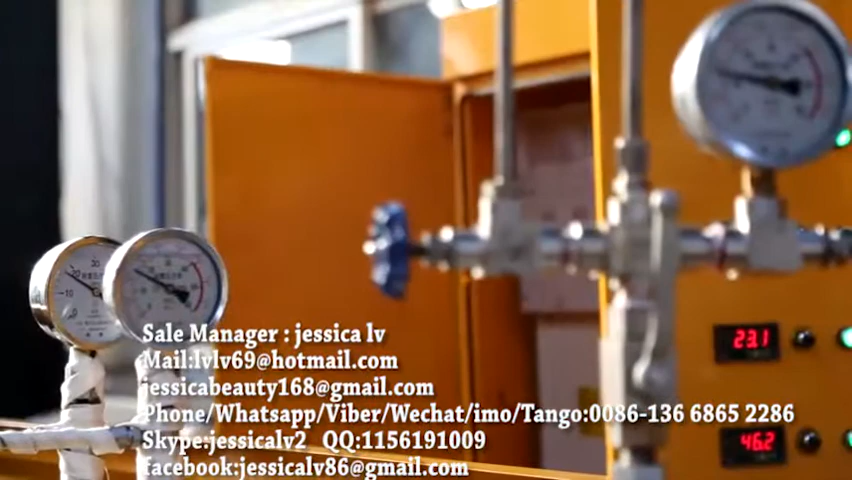 23.1
Sale Manager : jessica lv
Mail:lvlv69@hotmail.com
jessicabeauty168@gmail.com
Phone/Whatsapp/Viber/Wechat/imo/Tango:0086-136 6865 2286
Skype:jessicalv2 QQ:1156191009
46.2
facebook:jessicalv86@gmail.com